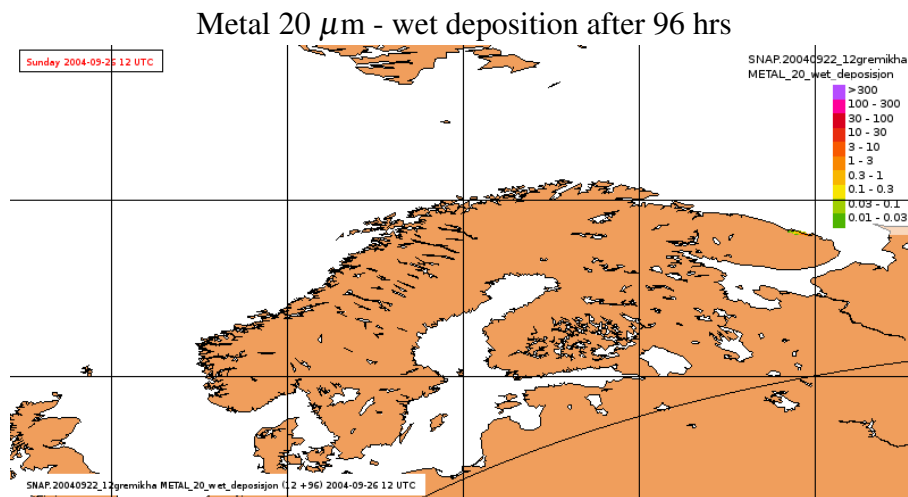 Metal 20 μm - wet deposition after 96 hrs
Sunday 2004-09-26 12 UTC
SNAP.20040922_12gremikha
METAL_20_wet_deposisjon
>300
100 - 300
30 - 100
10 - 30
3 - 10
1 - 3
0.3 - 1
0.1 - 0.3
0.03 - 0.1
0.01 - 0.03
SNAP.20040922_12gremikha METAL_20_wet_deposisjon (12 +96) 2004-09-26 12 UTC